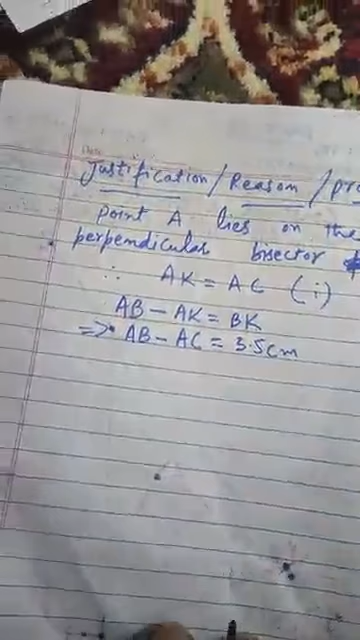 Justification/Reason/pro
point A lies on the
perpendicular bisector
∴ AK = AC (i)
AB - AK = BK
=> AB - AC = 3.5cm